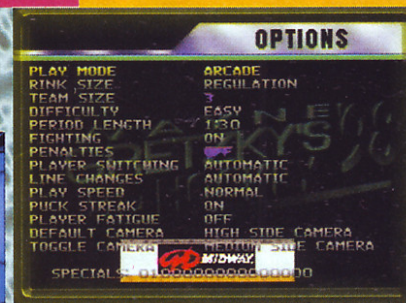 OPTIONS
PLAY MODE ARCADE
RINK SIZE REGULATION
TEAM SIZE 3
DIFFICULTY EASY
PERIOD LENGTH 1:30
FIGHTING ON
PENALTIES OFF
PLAYER SWITCHING AUTOMATIC
LINE CHANGES AUTOMATIC
PLAY SPEED NORMAL
PUCK STREAK ON
PLAYER FATIGUE OFF
DEFAULT CAMERA HIGH SIDE CAMERA
TOGGLE CAMERA MEDIUM SIDE CAMERA
MIDWAY